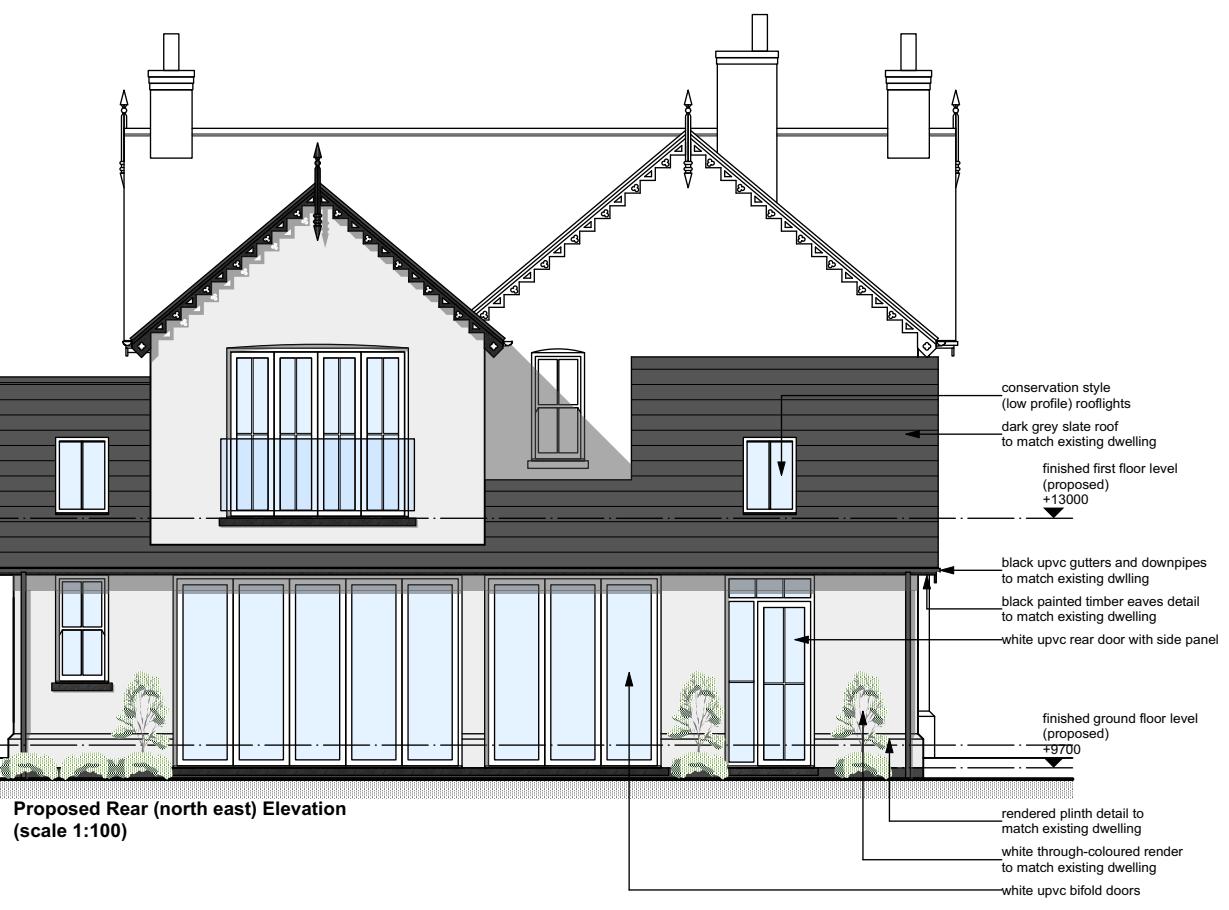 conservation style
(low profile) rooflights
dark grey slate roof
to match existing dwelling
finished first floor level
(proposed)
+13000
black upvc gutters and downpipes
to match existing dwlling
black painted timber eaves detail
to match existing dwelling
white upvc rear door with side panel
finished ground floor level
(proposed)
+9700
Proposed Rear (north east) Elevation
(scale 1:100)
rendered plinth detail to
match existing dwelling
white through-coloured render
to match existing dwelling
white upvc bifold doors